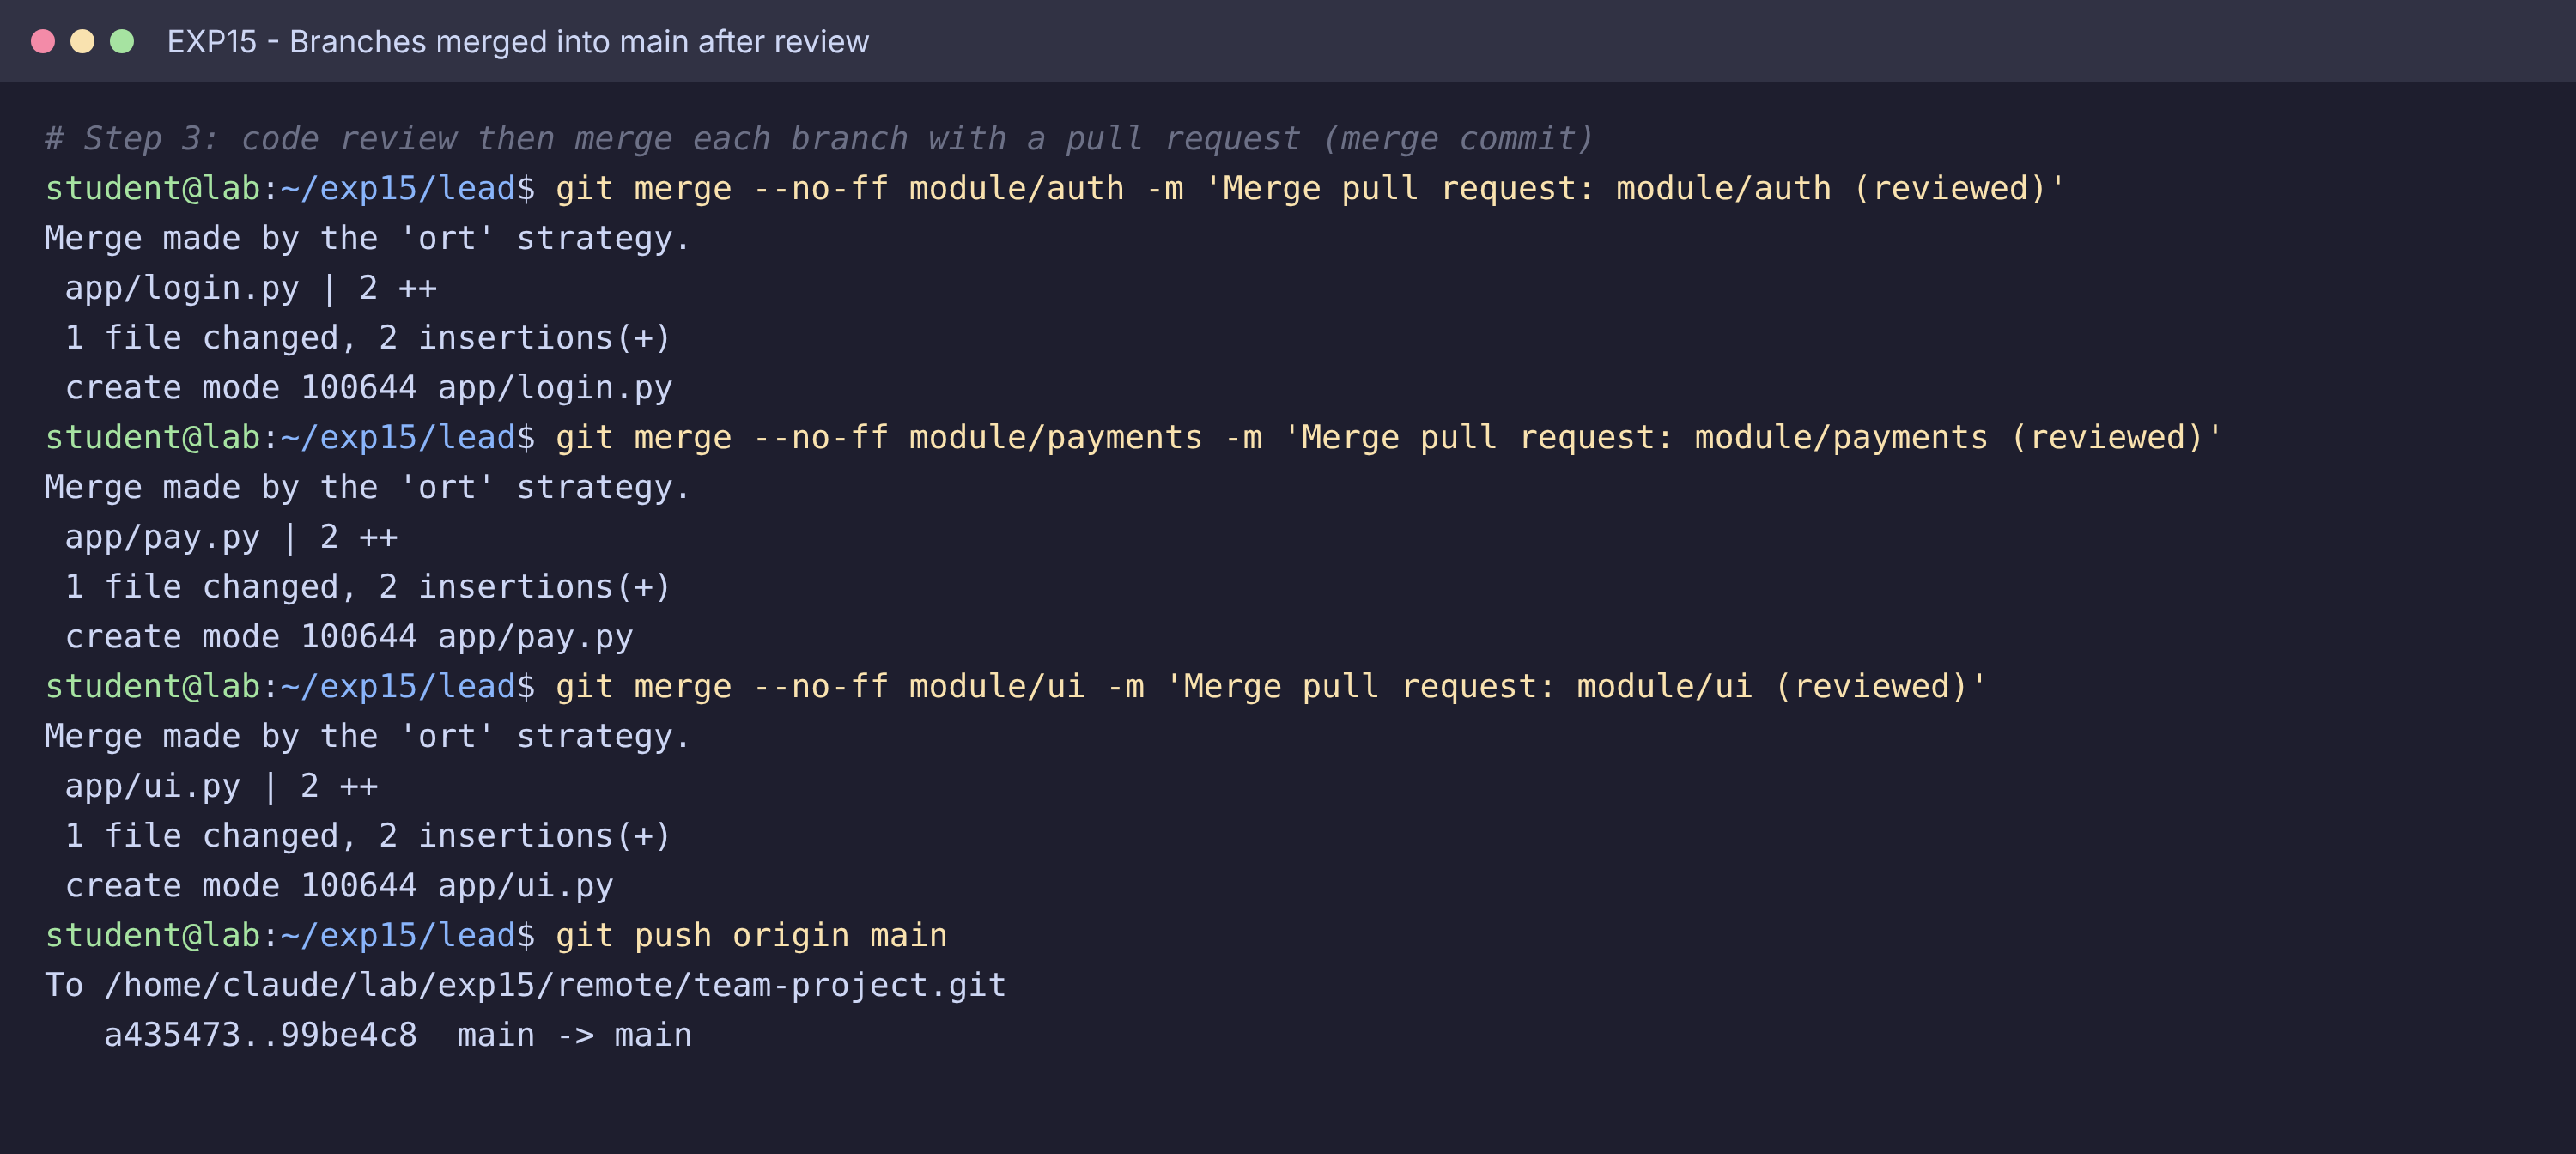 EXP15 - Branches merged into main after review
# Step 3: code review then merge each branch with a pull request (merge commit)
student@lab:~/exp15/lead$ git merge --no-ff module/auth -m 'Merge pull request: module/auth (reviewed)'
Merge made by the 'ort' strategy.
 app/login.py | 2 ++
 1 file changed, 2 insertions(+)
 create mode 100644 app/login.py
student@lab:~/exp15/lead$ git merge --no-ff module/payments -m 'Merge pull request: module/payments (reviewed)'
Merge made by the 'ort' strategy.
 app/pay.py | 2 ++
 1 file changed, 2 insertions(+)
 create mode 100644 app/pay.py
student@lab:~/exp15/lead$ git merge --no-ff module/ui -m 'Merge pull request: module/ui (reviewed)'
Merge made by the 'ort' strategy.
 app/ui.py | 2 ++
 1 file changed, 2 insertions(+)
 create mode 100644 app/ui.py
student@lab:~/exp15/lead$ git push origin main
To /home/claude/lab/exp15/remote/team-project.git
   a435473..99be4c8  main -> main